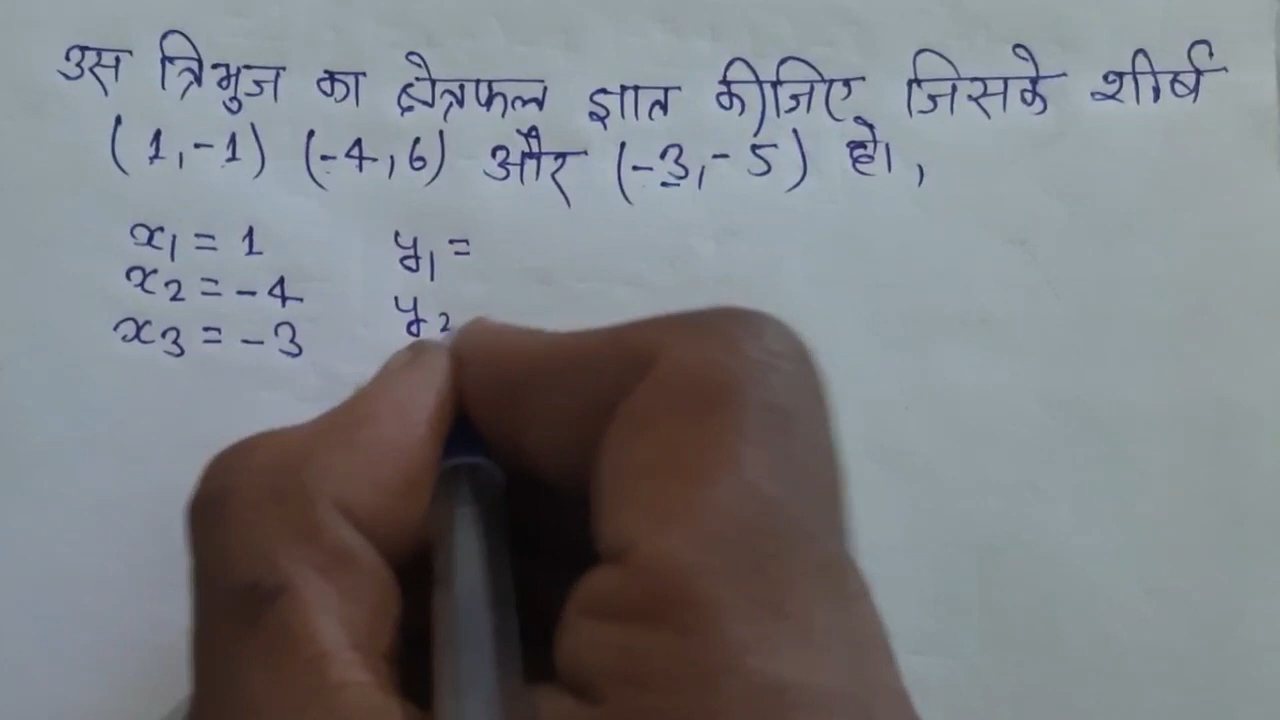 उस त्रिभुज का क्षेत्रफल ज्ञात कीजिए जिसके शीर्ष
(1,-1) (-4,6) और (-3,-5) हो,
x₁ = 1 y₁ =
x₂ = -4 y₂
x₃ = -3